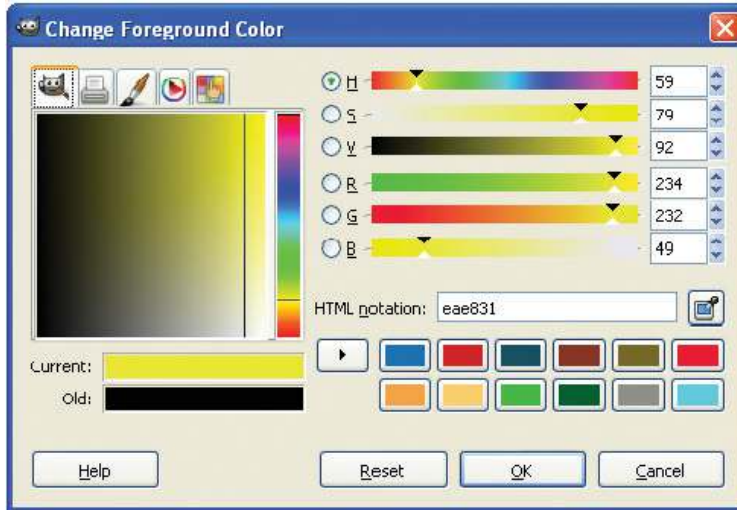 Change Foreground Color
H 59
S 79
V 92
R 234
G 232
B 49
HTML notation: eae831
Current:
Old:
Help Reset OK Cancel